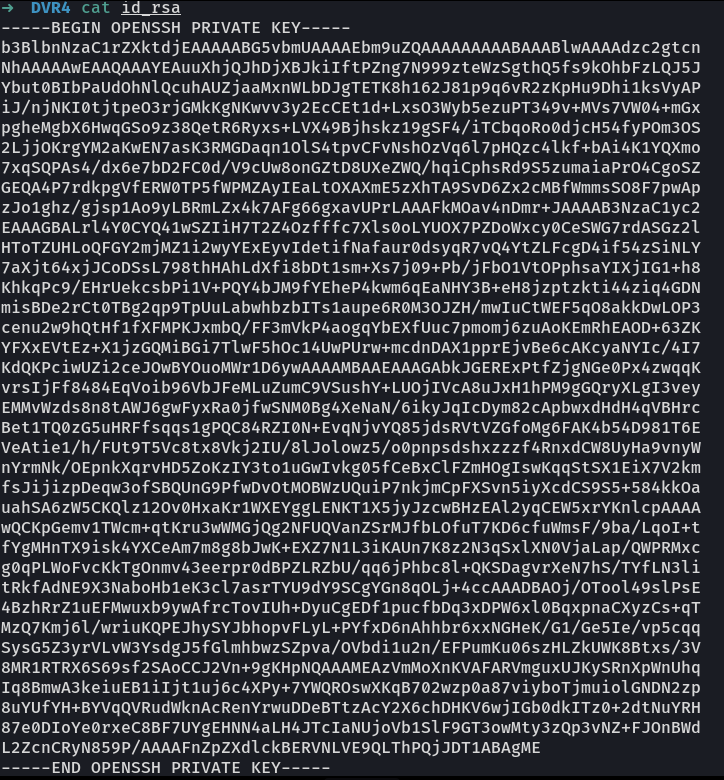 → DVR4 cat id_rsa
-----BEGIN OPENSSH PRIVATE KEY-----
b3BlbnNzaC1rZXktdjEAAAAABG5vbmUAAAAEbm9uZQAAAAAAAAABAAABlwAAAAdzc2gtcn
NhAAAAAwEAAQAAAYEAuuXhjQJhDjXBJkiIftPZng7N999zteWzSgthQ5fs9kOhbFzLQJ5J
Ybut0BIbPaUdOhNlQcuhAUZjaaMxnWLbDJgTETK8h162J81p9q6vR2zKpHu9Dhi1ksVyAP
iJ/njNKI0tjtpeO3rjGMkKgNKwvv3y2EcCEt1d+LxsO3Wyb5ezuPT349v+MVs7VW04+mGx
pgheMgbX6HwqGSo9z38QetR6Ryxs+LVX49Bjhskz19gSF4/iTCbqoRo0djcH54fyPOm3OS
2LjjOKrgYM2aKwEN7asK3RMGDaqn1OlS4tpvCFvNshOzVq6l7pHQzc4lkf+bAi4K1YQXmo
7xqSQPAs4/dx6e7bD2FC0d/V9cUw8onGZtD8UXeZWQ/hqiCphsRd9S5zumaiaPrO4CgoSZ
GEQA4P7rdkpgVfERW0TP5fWPMZAyIEaLtOXAXmE5zXhTA9SvD6Zx2cMBfWmmsSO8F7pwAp
zJo1ghz/gjsp1Ao9yLBRmLZx4k7AFg66gxavUPrLAAAFkMOav4nDmr+JAAAAB3NzaC1yc2
EAAAGBALrl4Y0CYQ41wSZIiH7T2Z4Ozfffc7Xls0oLYUOX7PZDoWxcy0CeSWG7rdASGz2l
HToTZUHLoQFGY2mjMZ1i2wyYExEyvIdetifNafaur0dsyqR7vQ4YtZLFcgD4if54zSiNLY
7aXjt64xjJCoDSsL798thHAhLdXfi8bDt1sm+Xs7j09+Pb/jFbO1VtOPphsaYIXjIG1+h8
KhkqPc9/EHrUekcsbPi1V+PQY4bJM9fYEheP4kwm6qEaNHY3B+eH8jzptzkti44ziq4GDN
misBDe2rCt0TBg2qp9TpUuLabwhbzbITs1aupe6R0M3OJZH/mwIuCtWEF5qO8akkDwLOP3
cenu2w9hQtHf1fXFMPKJxmbQ/FF3mVkP4aogqYbEXfUuc7pmomj6zuAoKEmRhEAOD+63ZK
YFXxEVtEz+X1jzGQMiBGi7TlwF5hOc14UwPUrw+mcdnDAX1pprEjvBe6cAKcyaNYIc/4I7
KdQKPciwUZi2ceJOwBYOuoMWr1D6ywAAAAMBAAEAAAGAbkJGERExPtfZjgNGe0Px4zwqqK
vrsIjFf8484EqVoib96VbJFeMLuZumC9VSushY+LUOjIVcA8uJxH1hPM9gGQryXLgI3vey
EMMvWzds8n8tAWJ6gwFyxRa0jfwSNM0Bg4XeNaN/6ikyJqIcDym82cApbwxdHdH4qVBHrc
Bet1TQ0zG5uHRFfsqqs1gPQC84RZI0N+EvqNjvYQ85jdsRVtVZGfoMg6FAK4b54D981T6E
VeAtie1/h/FUt9T5Vc8tx8Vkj2IU/8lJolowz5/o0pnpsdshxzzzf4RnxdCW8UyHa9vnyW
nYrmNk/OEpnkXqrvHD5ZoKzIY3to1uGwIvkg05fCeBxClFZmHOgIswKqqStSX1EiX7V2km
fsJijizpDeqw3ofSBQUnG9PfwDvOtMOBWzUQuiP7nkjmCpFXSvn5iyXcdCS9S5+584kkOa
uahSA6zW5CKQlz12Ov0HxaKr1WXEYggLENKT1X5jyJzcwBHzEAl2yqCEW5xrYKnlcpAAAA
wQCKpGemv1TWcm+qtKru3wWMGjQg2NFUQVanZSrMJfbLOfuT7KD6cfuWmsF/9ba/LqoI+t
fYgMHnTX9isk4YXCeAm7m8g8bJwK+EXZ7N1L3iKAUn7K8z2N3qSxlXN0VjaLap/QWPRMxc
g0qPLWoFvcKkTgOnmv43eerpr0dBPZLRZbU/qq6jPhbc8l+QKSDagvrXeN7hS/TYfLN3li
tRkfAdNE9X3NaboHb1eK3cl7asrTYU9dY9SCgYGn8qOLj+4ccAAADBAOj/OTool49slPsE
4BzhRrZ1uEFMwuxb9ywAfrcTovIUh+DyuCgEDf1pucfbDq3xDPW6xl0BqxpnaCXyzCs+qT
MzQ7Kmj6l/wriuKQPEJhySYJbhopvFLyL+PYfxD6nAhhbr6xxNGHeK/G1/Ge5Ie/vp5cqq
SysG5Z3yrVLvW3YsdgJ5fGlmhbwzSZpva/OVbdi1u2n/EFPumKu06szHLZkUWK8Btxs/3V
8MR1RTRX6S69sf2SAoCCJ2Vn+9gKHpNQAAAMEAzVmMoXnKVAFARVmguxUJKySRnXpWnUhq
Iq8BmwA3keiuEB1iIjt1uj6c4XPy+7YWQROswXKqB702wzp0a87viyboTjmuiolGNDN2zp
8uYUfYH+BYVqQVRudWknAcRenYrwuDDeBTtzAcY2X6chDHKV6wjIGb0dkITz0+2dtNuYRH
87e0DIoYe0rxeC8BF7UYgEHNN4aLH4JTcIaNUjoVb1SlF9GT3owMty3zQp3vNZ+FJOnBWd
L2ZcnCRyN859P/AAAAFnZpZXdlckBERVNLVE9QLThPQjJDT1ABAgME
-----END OPENSSH PRIVATE KEY-----